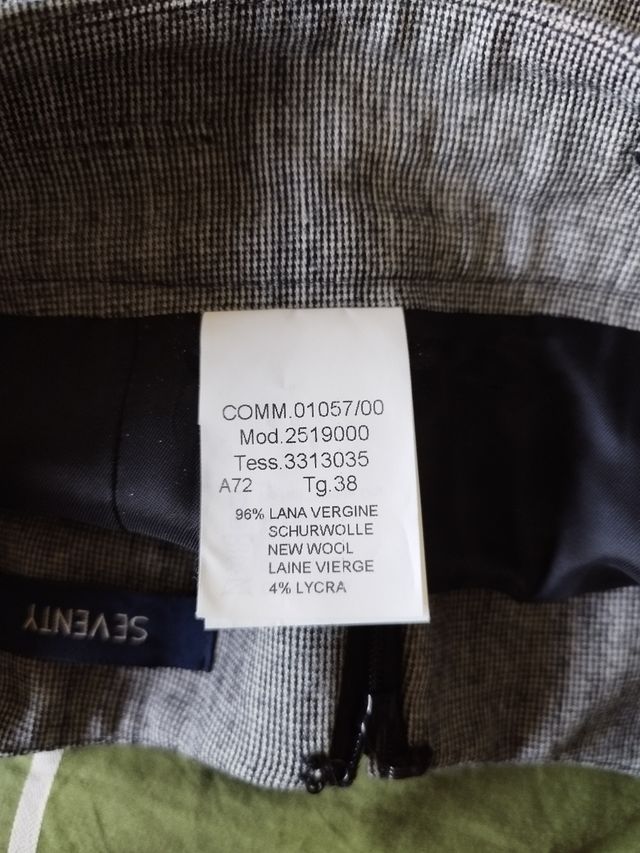 COMM.01057/00
Mod.2519000
Tess.3313035
A72 Tg.38
96% LANA VERGINE
SCHURWOLLE
NEW WOOL
LAINE VIERGE
4% LYCRA
SEVENTY